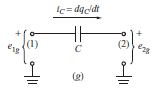 i_C = dq_C/dt
+ (1) (2) +
e_1g C e_2g
(g)